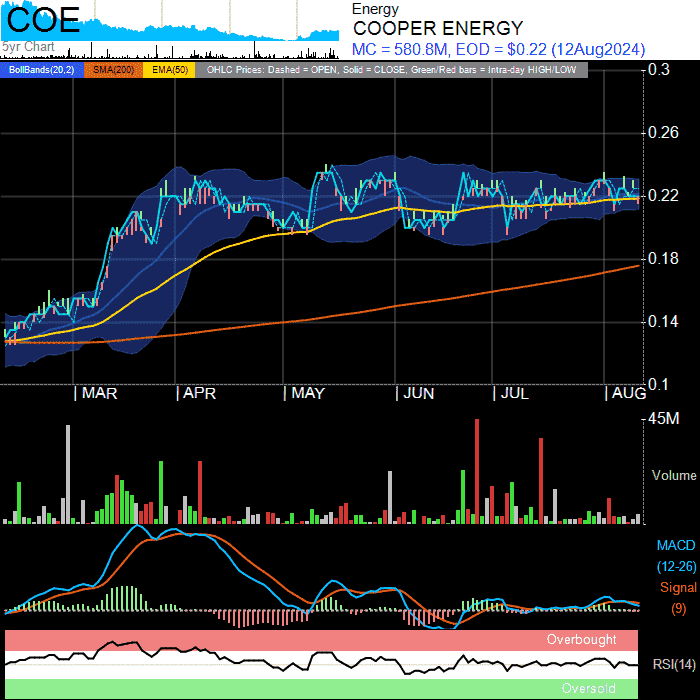 COE
5yr Chart
Energy
COOPER ENERGY
MC = 580.8M, EOD = $0.22 (12Aug2024)
BollBands(20,2) SMA(200) EMA(50) OHLC Prices: Dashed = OPEN, Solid = CLOSE, Green/Red bars = Intra-day HIGH/LOW
0.3
0.26
0.22
0.18
0.14
0.1
MAR APR MAY JUN JUL AUG
45M
Volume
MACD
(12-26)
Signal
(9)
Overbought
RSI(14)
Oversold